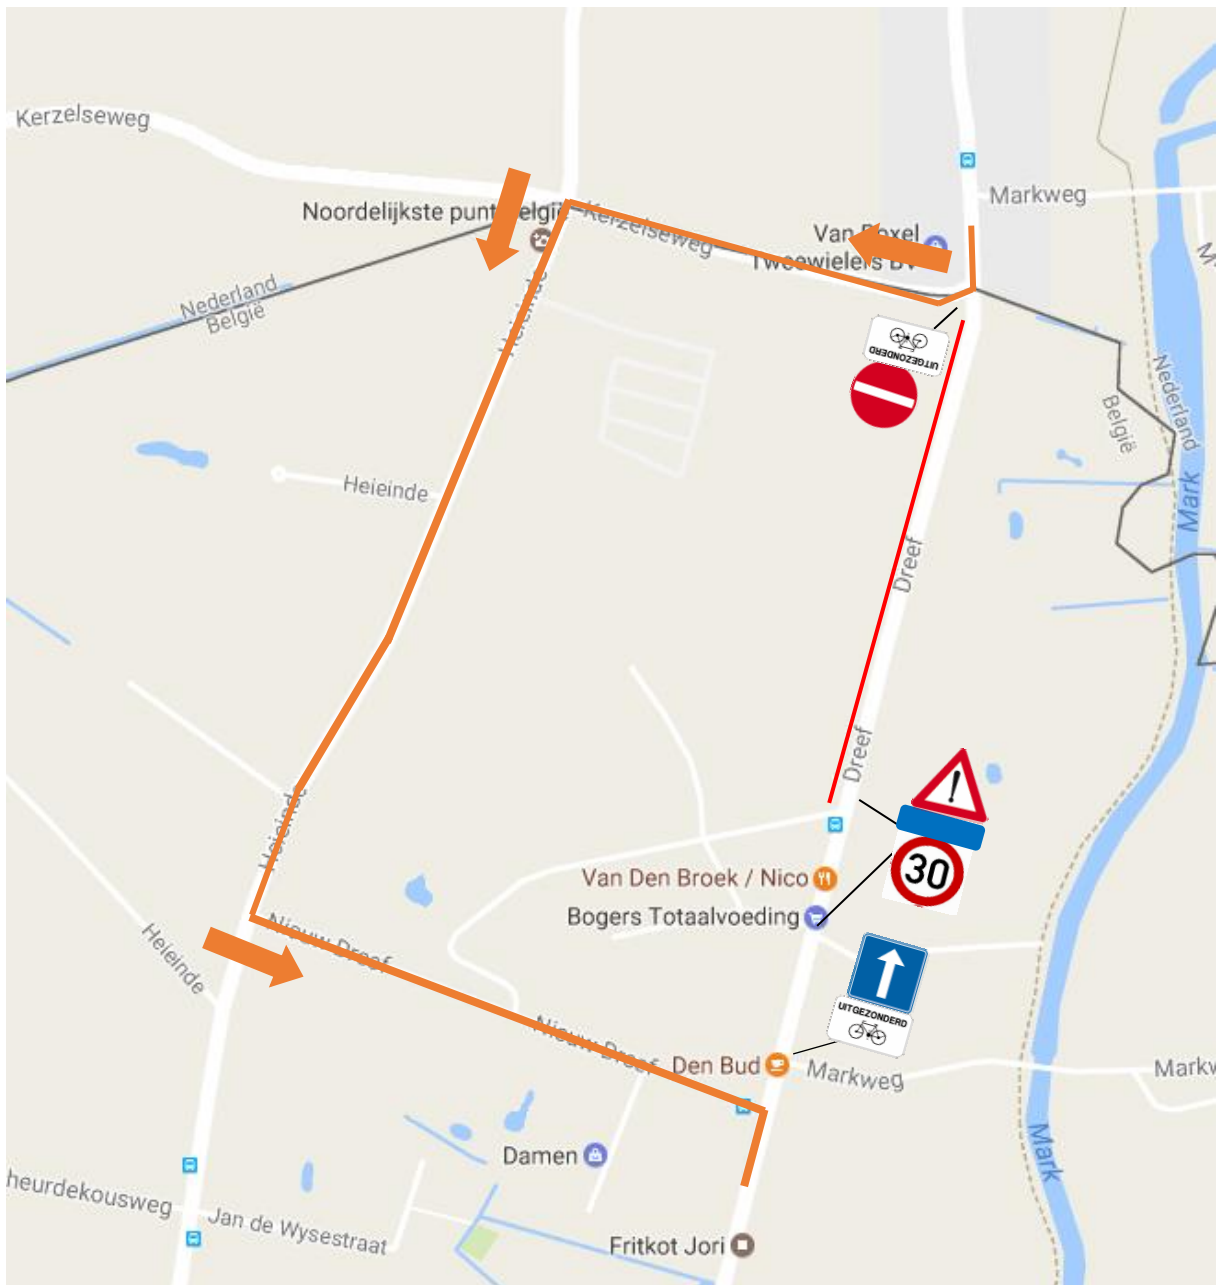 Kerzelseweg
Markweg
Noordelijkste punt België
Kerzelseweg
Van Boxel
Tweewielers BV
Nederland
België
Heieinde
UITGEZONDERD
Nederland
België
Heieinde
Mark
Dreef
Dreef
Heieinde
30
Van Den Broek / Nico
Bogers Totaalvoeding
Nieuw Dreef
Heieinde
UITGEZONDERD
Nieuw Dreef
Den Bud
Markweg
Markw
Damen
Mark
heurdekousweg
Jan de Wysestraat
Fritkot Jori